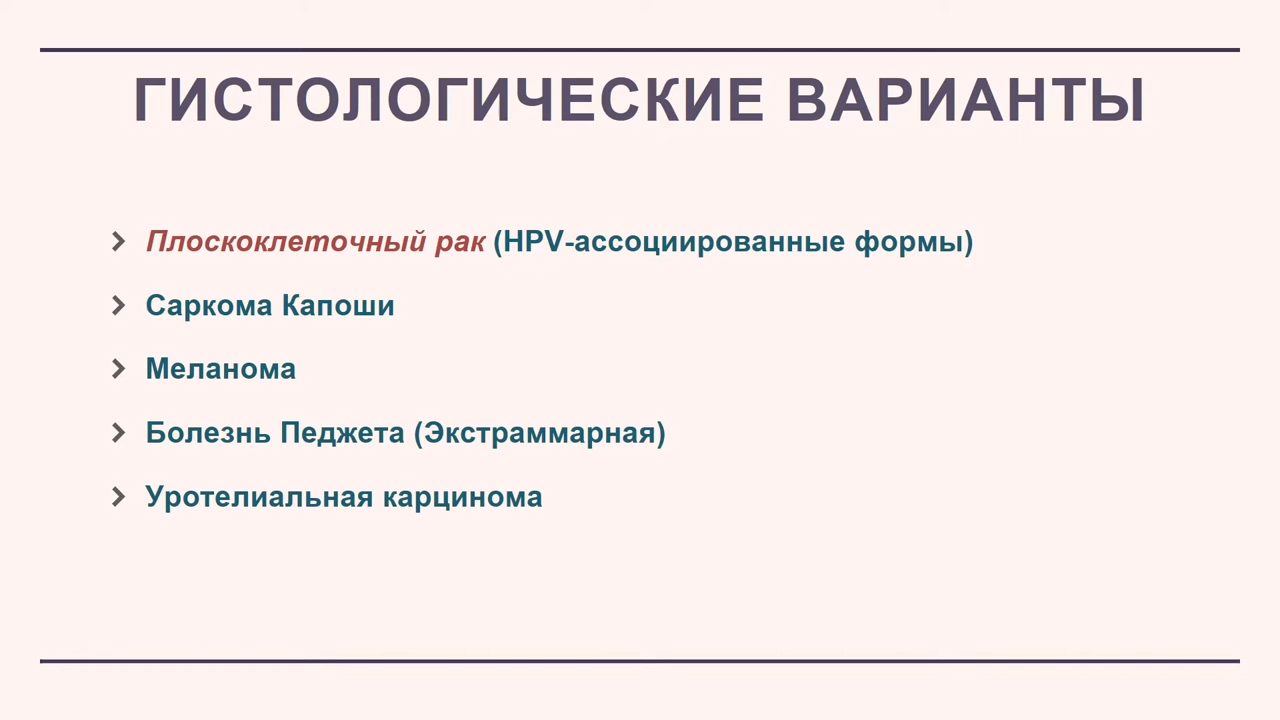 ГИСТОЛОГИЧЕСКИЕ ВАРИАНТЫ
Плоскоклеточный рак (HPV-ассоциированные формы)
Саркома Капоши
Меланома
Болезнь Педжета (Экстраммарная)
Уротелиальная карцинома